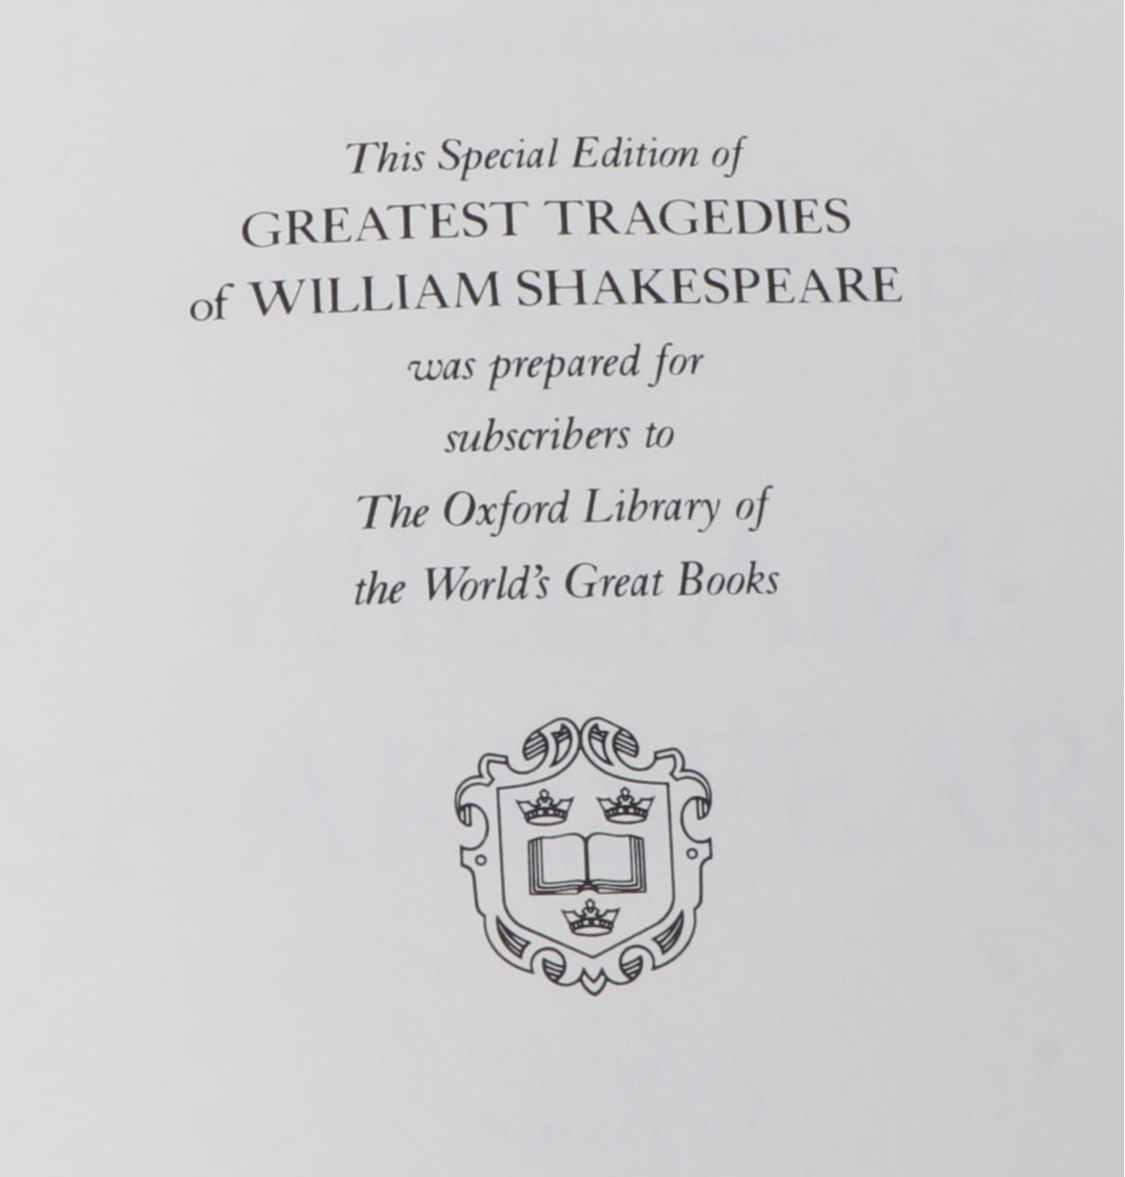 This Special Edition of
GREATEST TRAGEDIES
of WILLIAM SHAKESPEARE
was prepared for
subscribers to
The Oxford Library of
the World's Great Books